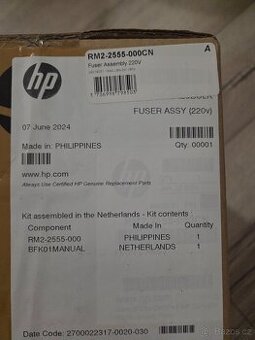 RM2-2555-000CN
A
Fuser Assembly 220V
hp
FUSER ASSY (220v)
07 June 2024
Made in: PHILIPPINES
Qty: 00001
www.hp.com
Always Use Certified HP Genuine Replacement Parts
Kit assembled in the Netherlands - Kit contents :
Component Made In Quantity
RM2-2555-000 PHILIPPINES 1
BFK01MANUAL NETHERLANDS 1
Date Code: 2700022317-0020-030